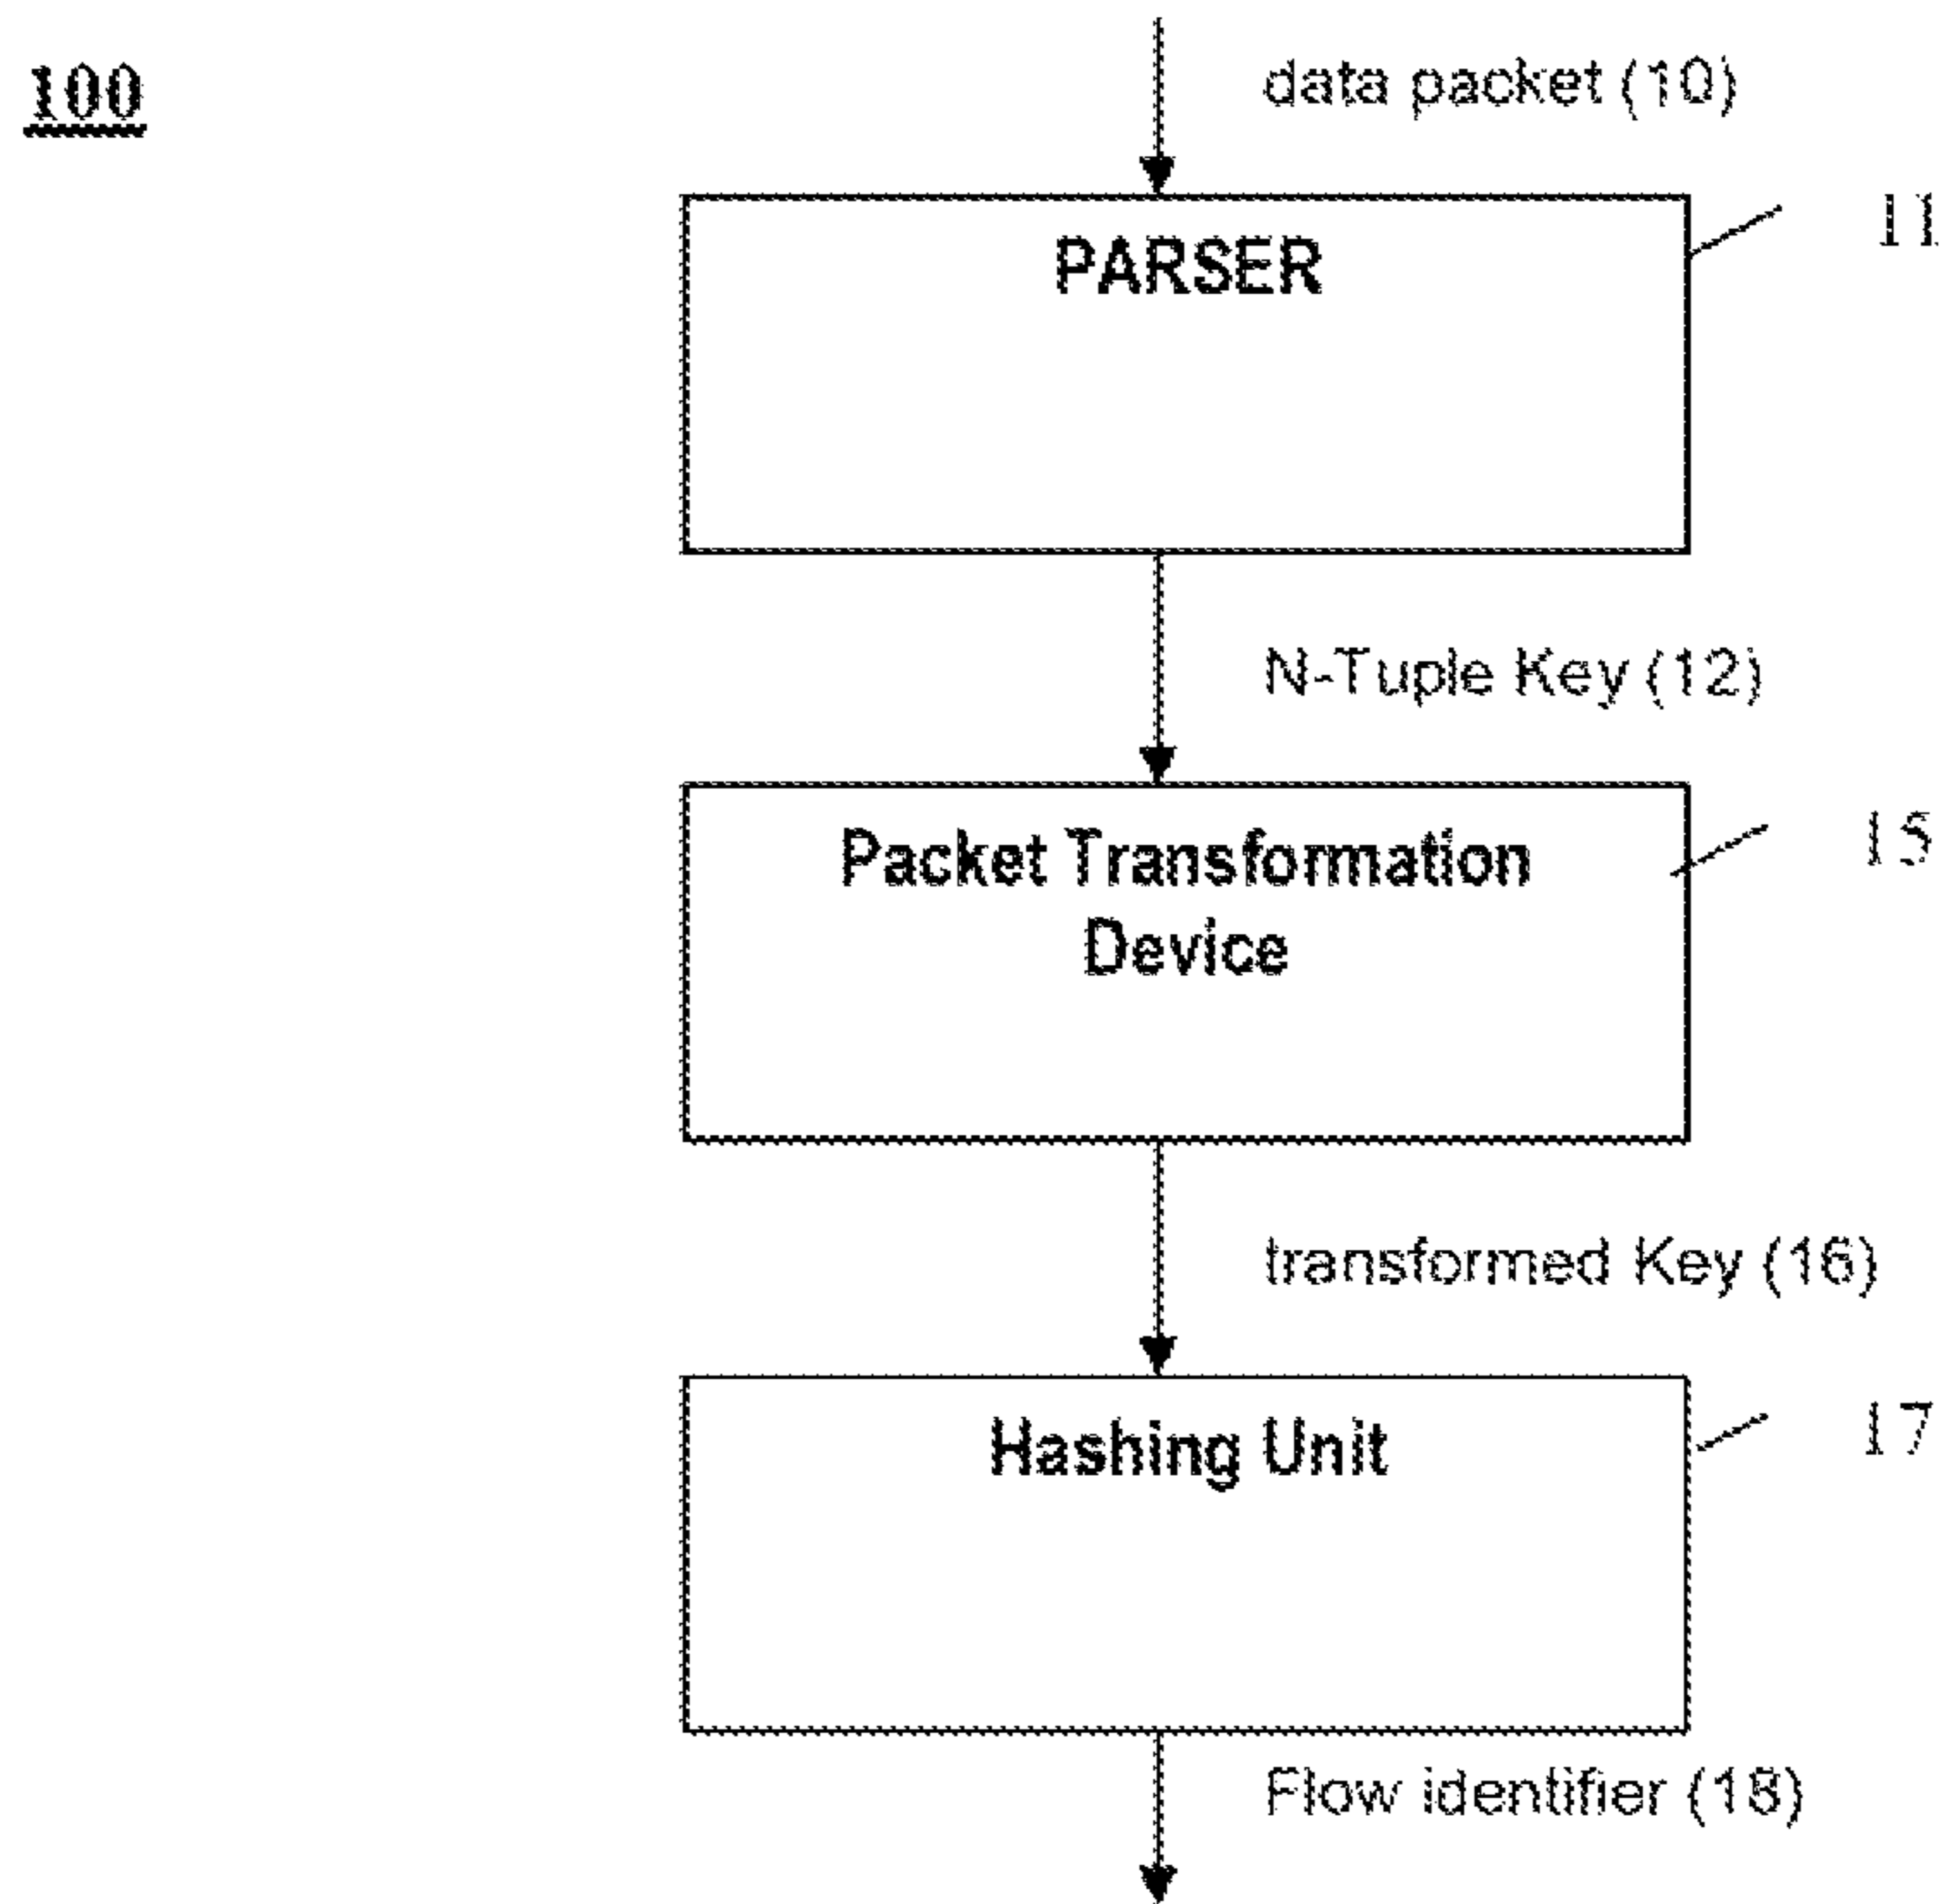 100
data packet (10)
PARSER
11
N-Tuple Key (12)
Packet Transformation
Device
15
transformed Key (16)
Hashing Unit
17
Flow identifier (18)